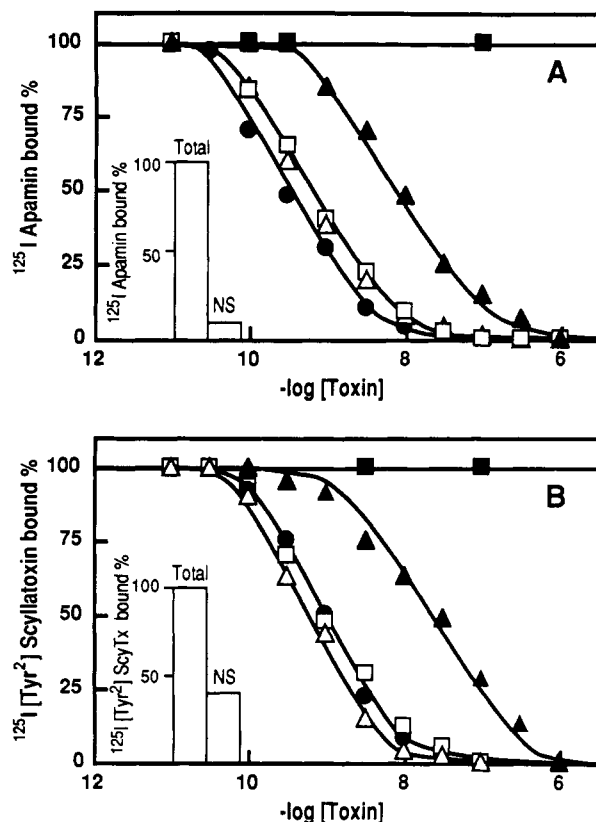 100
75
50
25
0
¹²⁵I Apamin bound %
A
100
50
¹²⁵I Apamin bound %
Total
NS
12
10
8
6
-log [Toxin]
100
75
50
25
0
¹²⁵I [Tyr²] Scyllatoxin bound %
B
100
50
¹²⁵I [Tyr²] ScyTx bound %
Total
NS
12
10
8
6
-log [Toxin]